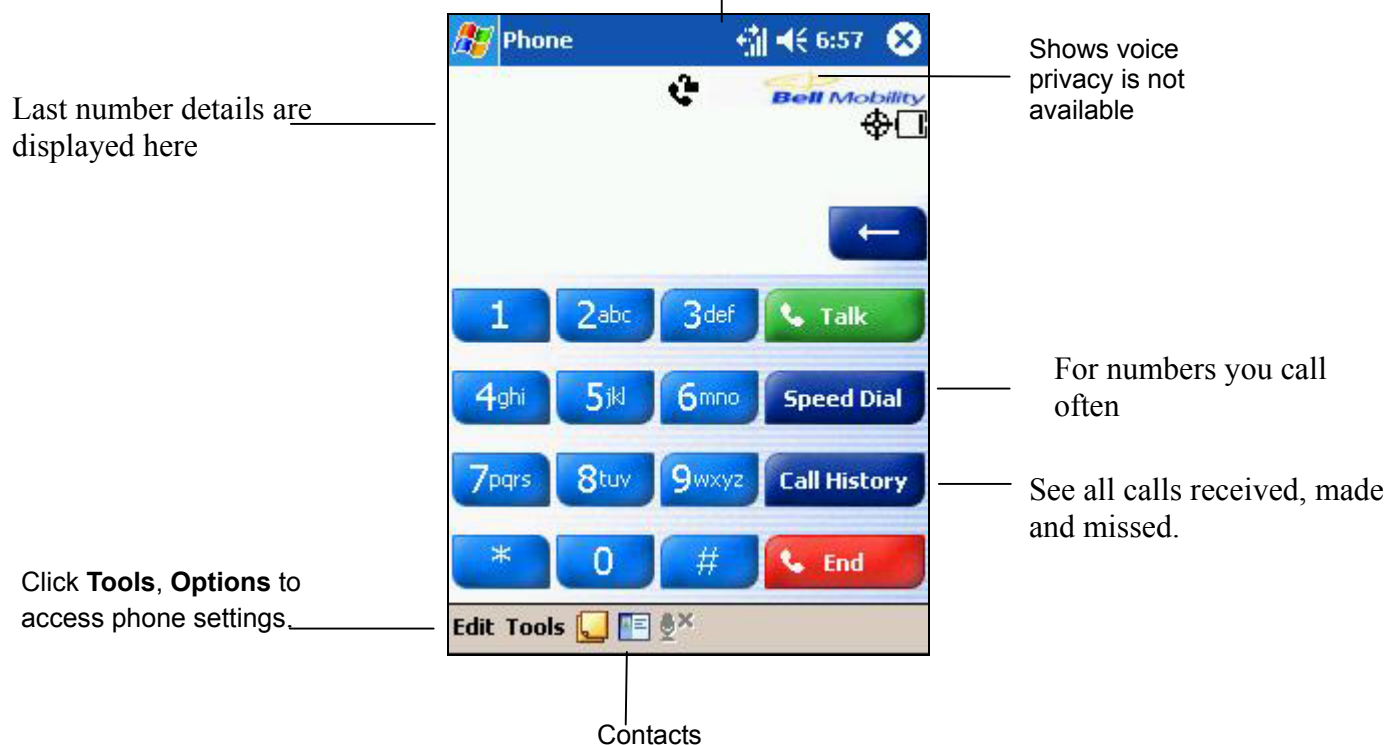 Phone 6:57
Shows voice
privacy is not
available
Bell Mobility
Last number details are
displayed here
1 2abc 3def Talk
4ghi 5jkl 6mno Speed Dial
For numbers you call
often
7pqrs 8tuv 9wxyz Call History
See all calls received, made
and missed.
* 0 # End
Click Tools, Options to
access phone settings.
Edit Tools
Contacts